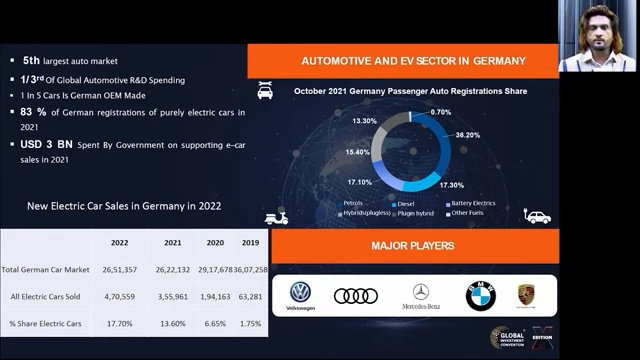 5th largest auto market
1/3rd Of Global Automotive R&D Spending
1 In 5 Cars Is German OEM Made
83 % of German registrations of purely electric cars in
2021
USD 3 BN Spent By Government on supporting e-car
sales in 2021
AUTOMOTIVE AND EV SECTOR IN GERMANY
October 2021 Germany Passenger Auto Registrations Share
0.70%
13.30%
36.20%
15.40%
17.10%
17.30%
Petrols Diesel Battery Electrics
Hybrids(plugless) Plugin hybrid Other Fuels
New Electric Car Sales in Germany in 2022
2022 2021 2020 2019
Total German Car Market 26,51,357 26,22,132 29,17,678 36,07,258
All Electric Cars Sold 4,70,559 3,55,961 1,94,163 63,281
% Share Electric Cars 17.70% 13.60% 6.65% 1.75%
MAJOR PLAYERS
Volkswagen
Mercedes-Benz
BMW
GLOBAL
INVESTMENT
CONVENTION
X
EDITION